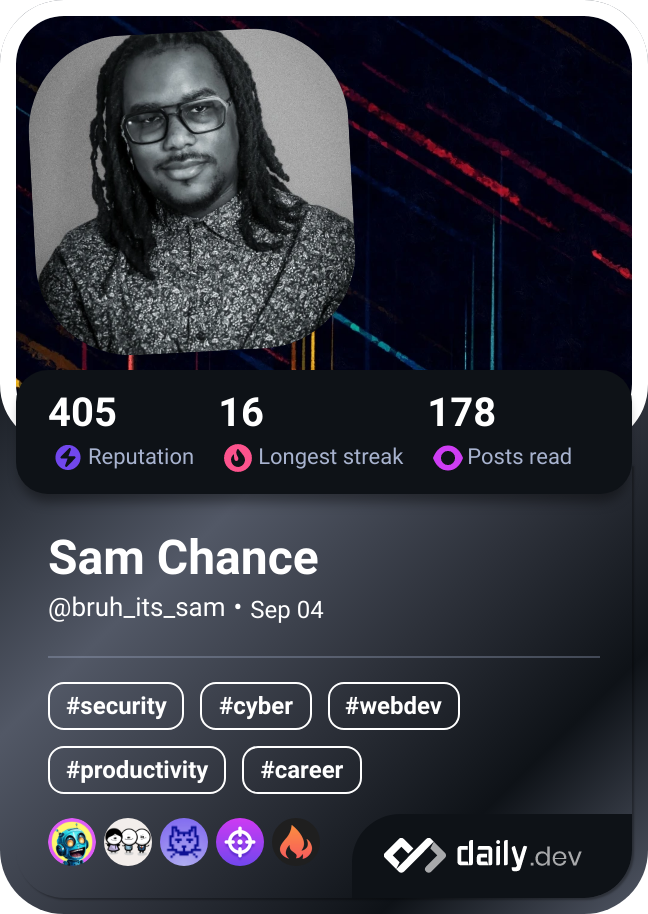 405 16 178
Reputation Longest streak Posts read
Sam Chance
@bruh_its_sam • Sep 04
#security #cyber #webdev
#productivity #career
daily.dev